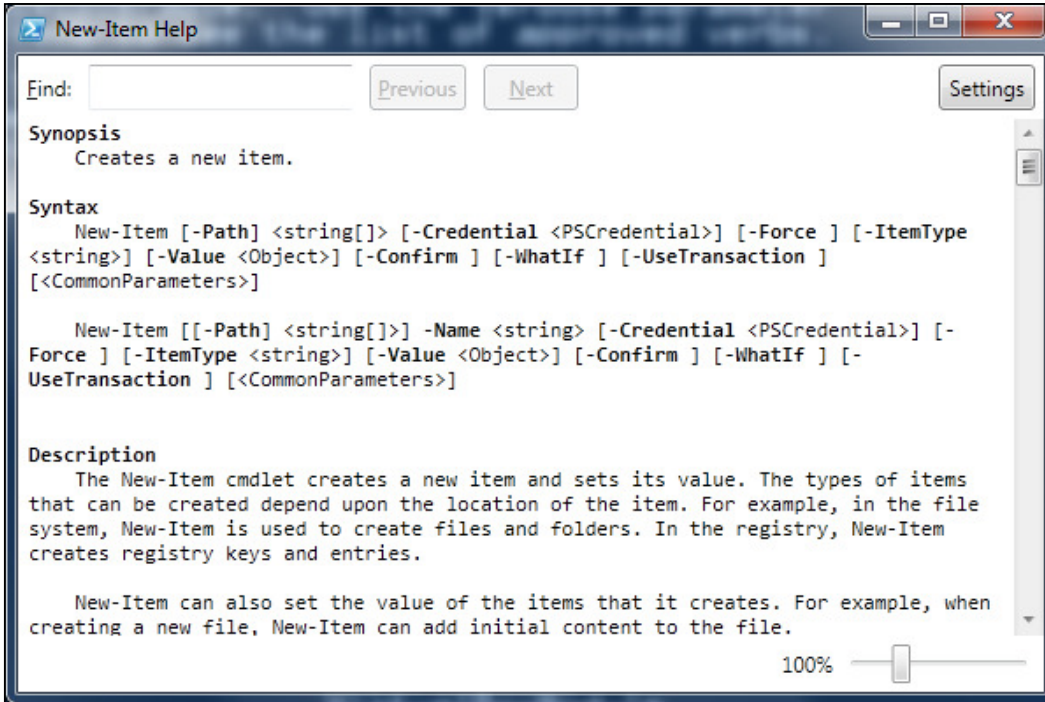 New-Item Help
Find:
Previous
Next
Settings
Synopsis
Creates a new item.
Syntax
New-Item [-Path] <string[]> [-Credential <PSCredential>] [-Force ] [-ItemType
<string>] [-Value <Object>] [-Confirm ] [-WhatIf ] [-UseTransaction ]
[<CommonParameters>]
New-Item [[-Path] <string[]>] -Name <string> [-Credential <PSCredential>] [-
Force ] [-ItemType <string>] [-Value <Object>] [-Confirm ] [-WhatIf ] [-
UseTransaction ] [<CommonParameters>]
Description
The New-Item cmdlet creates a new item and sets its value. The types of items
that can be created depend upon the location of the item. For example, in the file
system, New-Item is used to create files and folders. In the registry, New-Item
creates registry keys and entries.
New-Item can also set the value of the items that it creates. For example, when
creating a new file, New-Item can add initial content to the file.
100%